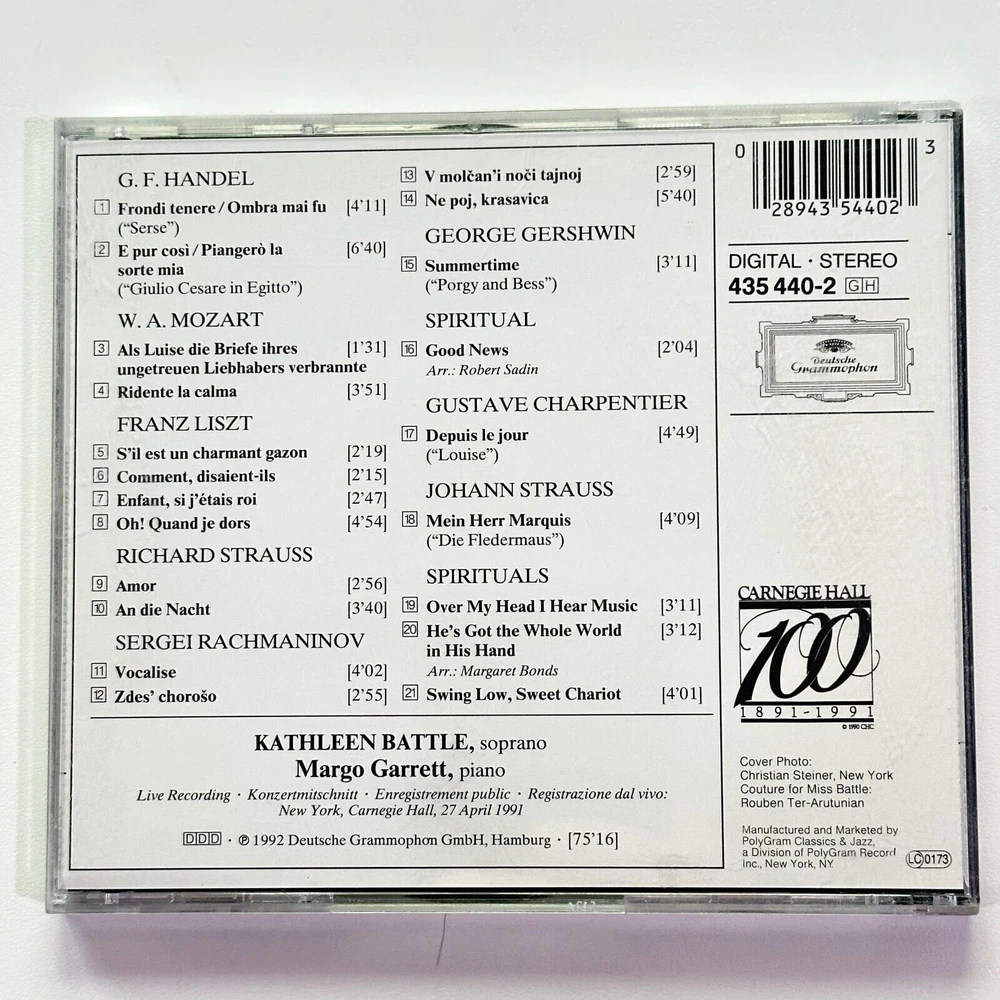 G. F. HANDEL
1 Frondi tenere / Ombra mai fu [4'11]
("Serse")
2 E pur così / Piangerò la [6'40]
sorte mia
("Giulio Cesare in Egitto")
W. A. MOZART
3 Als Luise die Briefe ihres [1'31]
ungetreuen Liebhabers verbrannte
4 Ridente la calma [3'51]
FRANZ LISZT
5 S'il est un charmant gazon [2'19]
6 Comment, disaient-ils [2'15]
7 Enfant, si j'étais roi [2'47]
8 Oh! Quand je dors [4'54]
RICHARD STRAUSS
9 Amor [2'56]
10 An die Nacht [3'40]
SERGEI RACHMANINOV
11 Vocalise [4'02]
12 Zdes' chorošo [2'55]
13 V molčan'i noči tajnoj [2'59]
14 Ne poj, krasavica [5'40]
GEORGE GERSHWIN
15 Summertime [3'11]
("Porgy and Bess")
SPIRITUAL
16 Good News [2'04]
Arr.: Robert Sadin
GUSTAVE CHARPENTIER
17 Depuis le jour [4'49]
("Louise")
JOHANN STRAUSS
18 Mein Herr Marquis [4'09]
("Die Fledermaus")
SPIRITUALS
19 Over My Head I Hear Music [3'11]
20 He's Got the Whole World [3'12]
in His Hand
Arr.: Margaret Bonds
21 Swing Low, Sweet Chariot [4'01]
KATHLEEN BATTLE, soprano
Margo Garrett, piano
Live Recording · Konzertmitschnitt · Enregistrement public · Registrazione dal vivo:
New York, Carnegie Hall, 27 April 1991
DDD · ℗ 1992 Deutsche Grammophon GmbH, Hamburg · [75'16]
0 28943 54402 3
DIGITAL · STEREO
435 440-2 GH
Deutsche
Grammophon
CARNEGIE HALL
100
1891-1991
© 1990 CHC
Cover Photo:
Christian Steiner, New York
Couture for Miss Battle:
Rouben Ter-Arutunian
Manufactured and Marketed by
PolyGram Classics & Jazz,
a Division of PolyGram Record
Inc., New York, NY
LC 0173